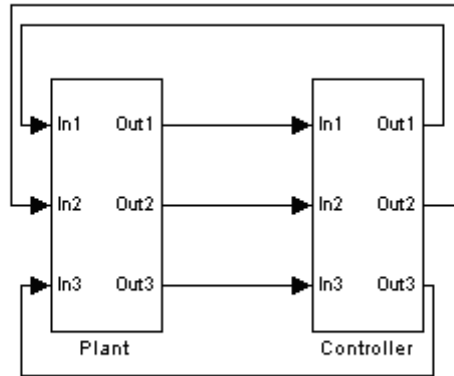 In1 Out1 In1 Out1
In2 Out2 In2 Out2
In3 Out3 In3 Out3
Plant Controller